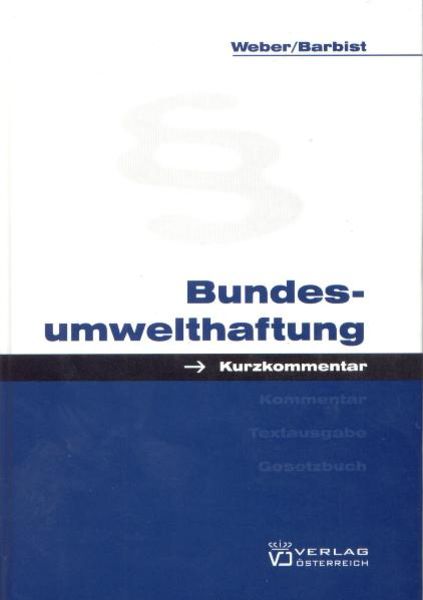 Weber/Barbist
§
Bundes-
umwelthaftung
→ Kurzkommentar
Kommentar
Textausgabe
Gesetzbuch
VERLAG
ÖSTERREICH